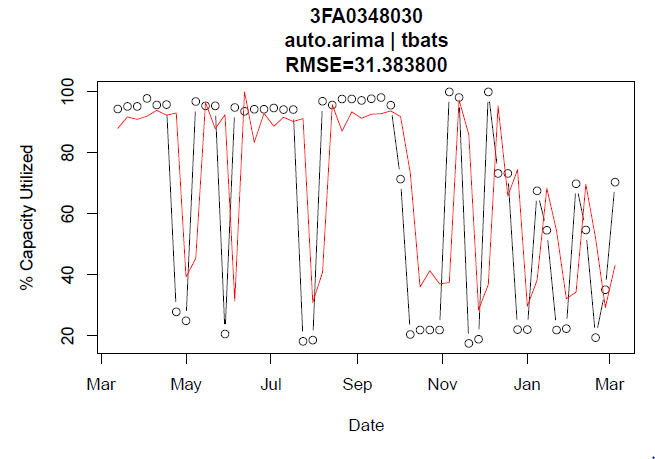 3FA0348030
auto.arima | tbats
RMSE=31.383800
% Capacity Utilized
100
80
60
40
20
Mar May Jul Sep Nov Jan Mar
Date